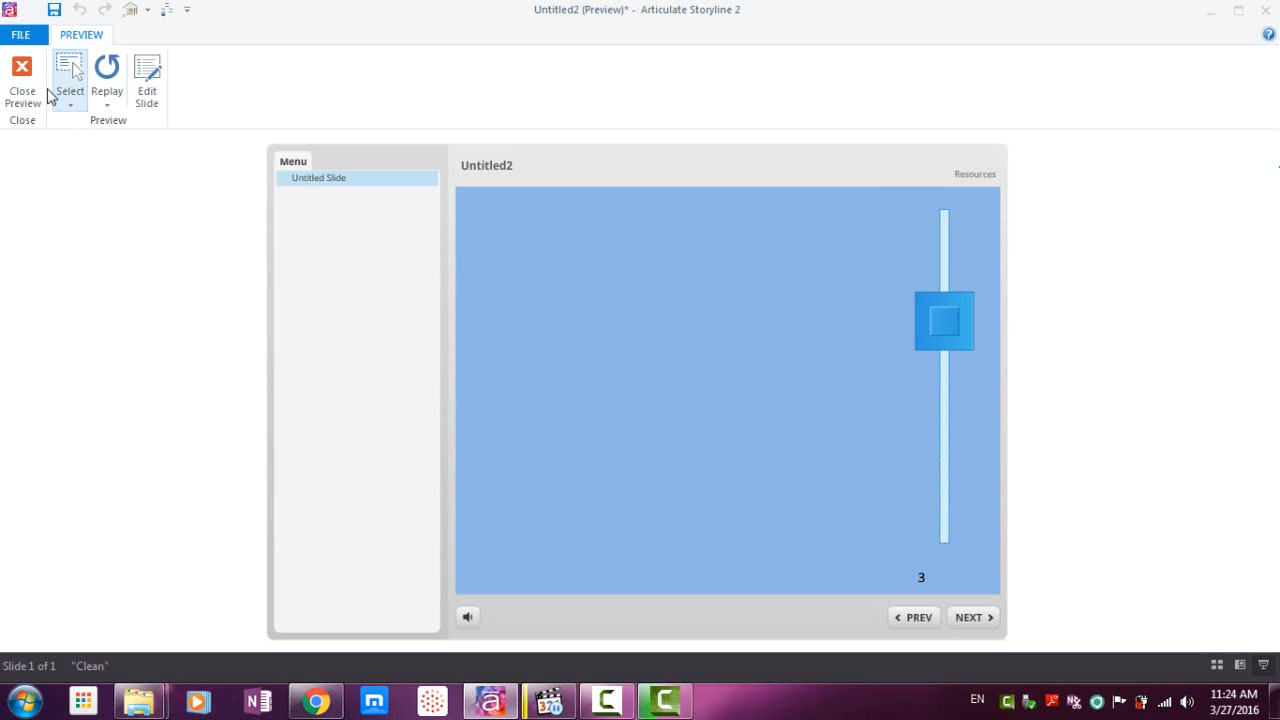 Untitled2 (Preview)* - Articulate Storyline 2
FILE
PREVIEW
Close Preview
Select
Replay
Edit Slide
Close
Preview
Menu
Untitled Slide
Untitled2
Resources
3
PREV
NEXT
Slide 1 of 1
"Clean"
EN
11:24 AM
3/27/2016